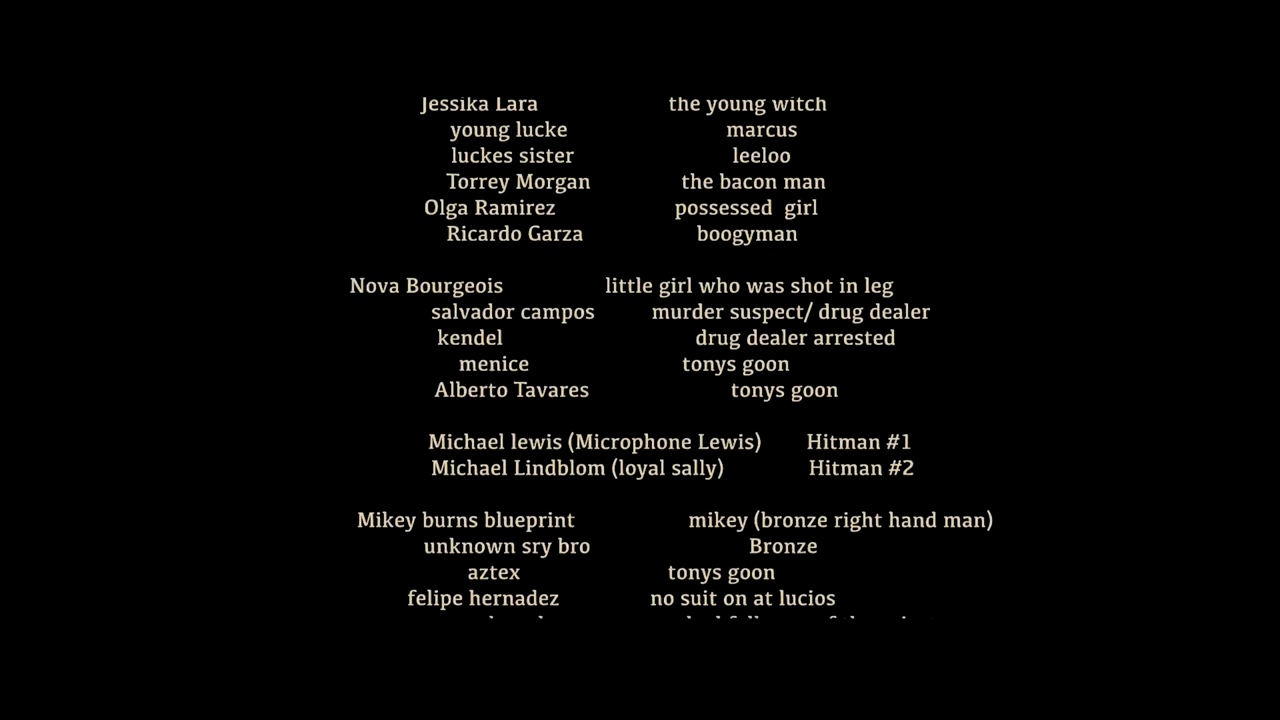 Jessika Lara the young witch
young lucke marcus
luckes sister leeloo
Torrey Morgan the bacon man
Olga Ramirez possessed girl
Ricardo Garza boogyman
Nova Bourgeois little girl who was shot in leg
salvador campos murder suspect/ drug dealer
kendel drug dealer arrested
menice tonys goon
Alberto Tavares tonys goon
Michael lewis (Microphone Lewis) Hitman #1
Michael Lindblom (loyal sally) Hitman #2
Mikey burns blueprint mikey (bronze right hand man)
unknown sry bro Bronze
aztex tonys goon
felipe hernadez no suit on at lucios